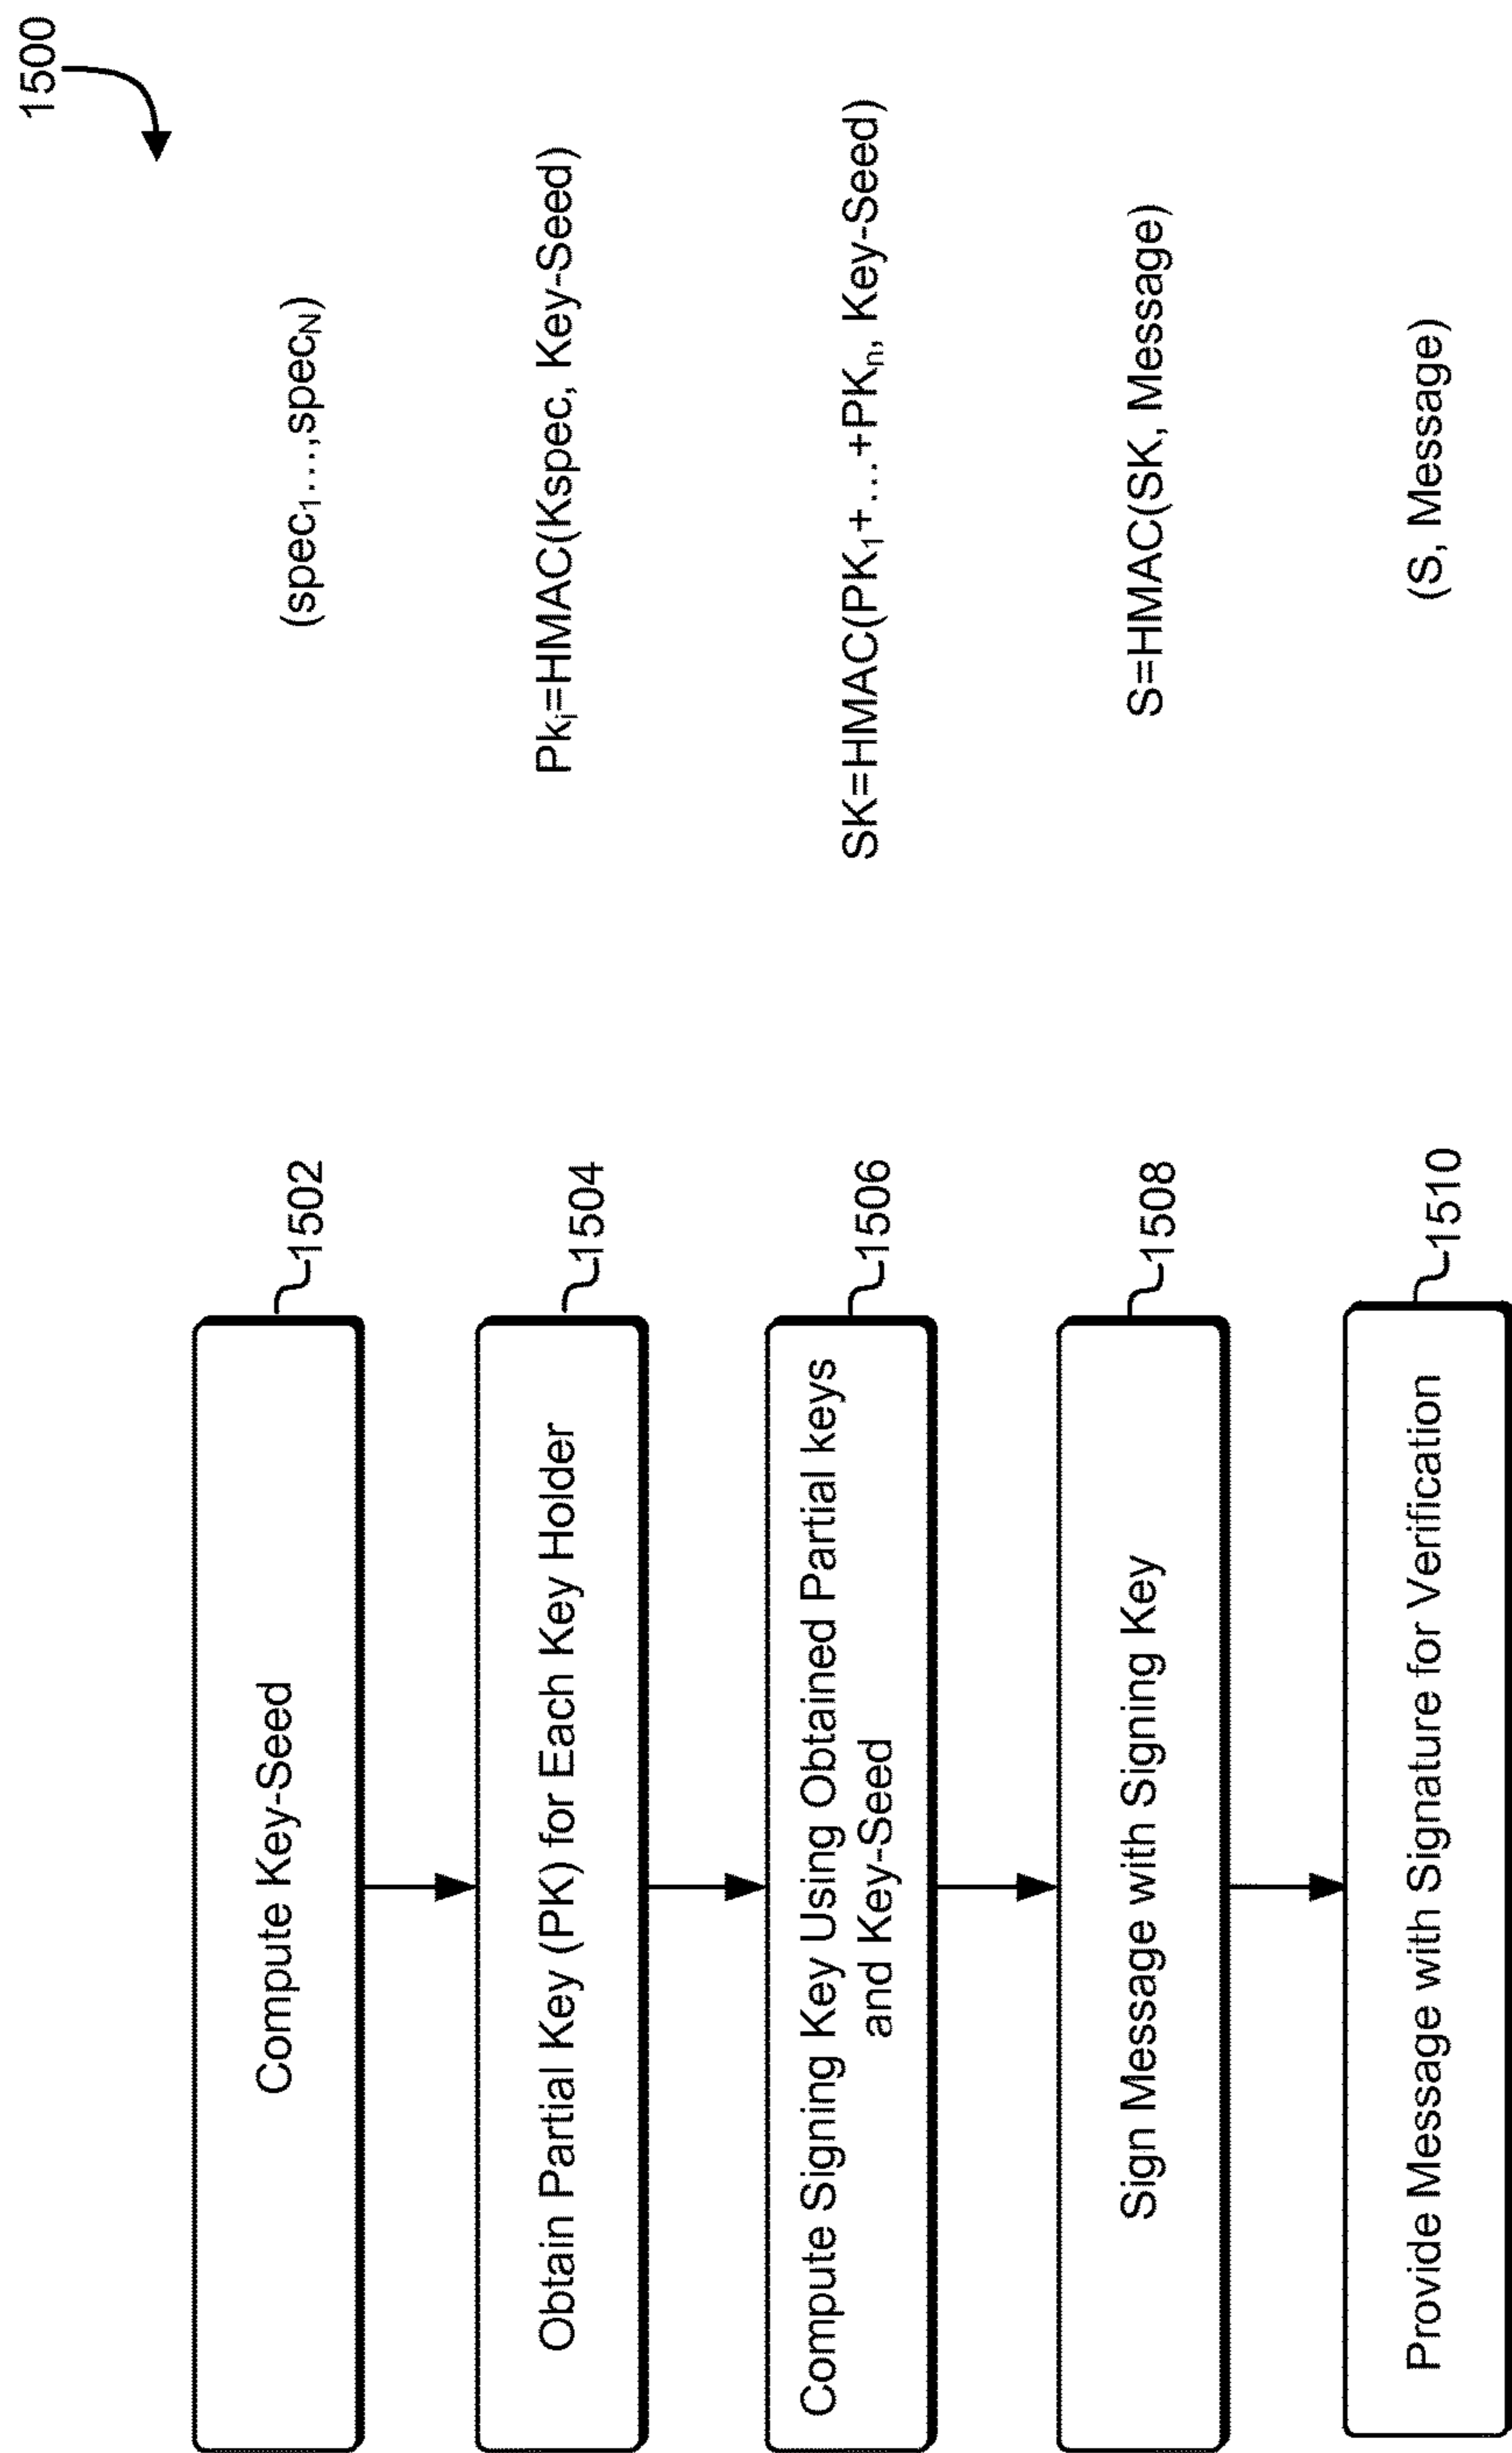 1500
Compute Key-Seed
1502
(spec₁...,spec_N)
Obtain Partial Key (PK) for Each Key Holder
1504
Pkᵢ=HMAC(Kspec, Key-Seed)
Compute Signing Key Using Obtained Partial keys
and Key-Seed
1506
SK=HMAC(PK₁+...+PKₙ, Key-Seed)
Sign Message with Signing Key
1508
S=HMAC(SK, Message)
Provide Message with Signature for Verification
1510
(S, Message)